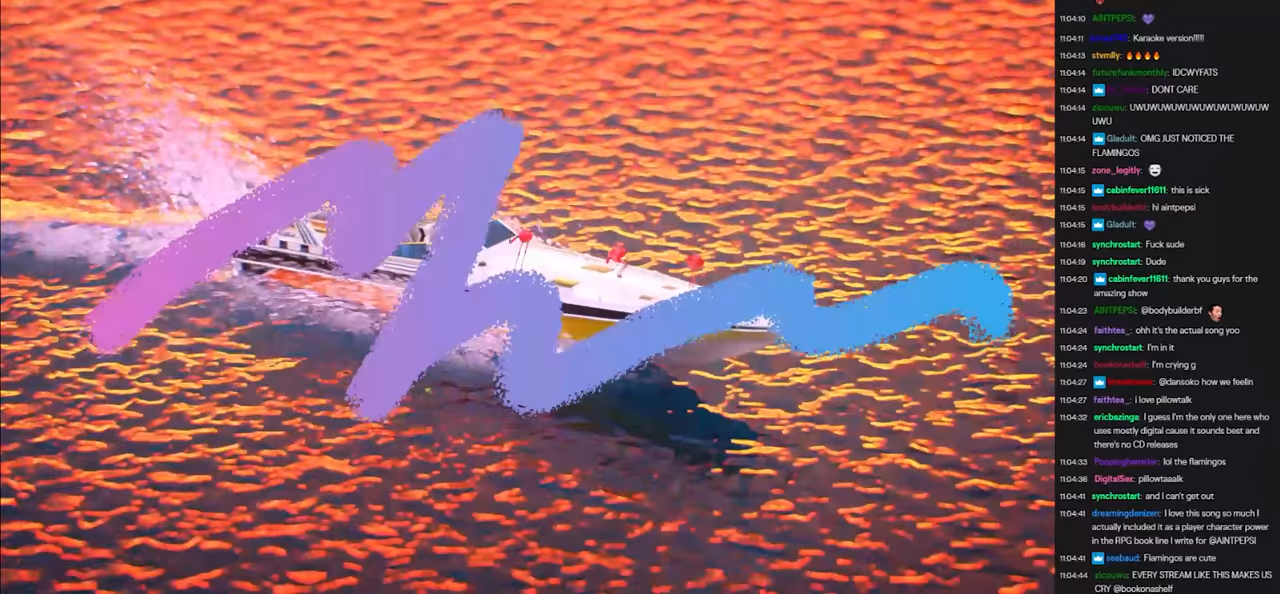 11:04:10 AINTPEPSI: 💜
11:04:11 : Karaoke version!!!!!
11:04:13 stvmlly: 🔥🔥🔥🔥
11:04:14 futurefunkmonthly: IDCWYFATS
11:04:14 : DONT CARE
11:04:14 zicouwu: UWUWUWUWUWUWUWUWUWUWUW
UWU
11:04:14 Gladult: OMG JUST NOTICED THE
FLAMINGOS
11:04:15 zone_legitly:
11:04:15 cabinfever11611: this is sick
11:04:15 bodybuilderbf: hi aintpepsi
11:04:15 Gladult: 💜
11:04:16 synchrostart: Fuck sude
11:04:19 synchrostart: Dude
11:04:20 cabinfever11611: thank you guys for the
amazing show
11:04:23 AINTPEPSI: @bodybuilderbf
11:04:24 faithtea_: ohh it's the actual song yoo
11:04:24 synchrostart: I'm in it
11:04:24 bookonashelf: I'm crying g
11:04:27 : @dansoko how we feelin
11:04:27 faithtea_: i love pillowtalk
11:04:32 ericbazinga: I guess I'm the only one here who
uses mostly digital cause it sounds best and
there's no CD releases
11:04:33 Poopinghamster: lol the flamingos
11:04:36 DigitalSex: pillowtaaalk
11:04:41 synchrostart: and I can't get out
11:04:41 dreamingdenizen: I love this song so much I
actually included it as a player character power
in the RPG book line I write for @AINTPEPSI
11:04:41 seabaud: Flamingos are cute
11:04:44 zicouwu: EVERY STREAM LIKE THIS MAKES US
CRY @bookonashelf